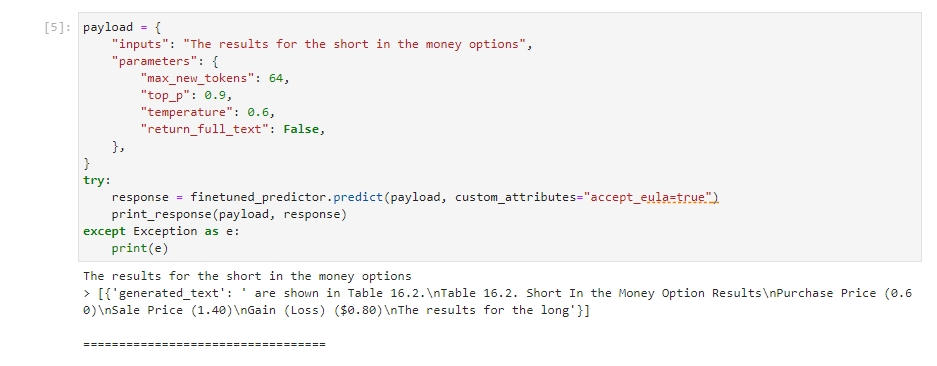 [5]: payload = {
    "inputs": "The results for the short in the money options",
    "parameters": {
        "max_new_tokens": 64,
        "top_p": 0.9,
        "temperature": 0.6,
        "return_full_text": False,
    },
}
try:
    response = finetuned_predictor.predict(payload, custom_attributes="accept_eula=true")
    print_response(payload, response)
except Exception as e:
    print(e)
The results for the short in the money options
> [{'generated_text': ' are shown in Table 16.2.\nTable 16.2. Short In the Money Option Results\nPurchase Price (0.6
0)\nSale Price (1.40)\nGain (Loss) ($0.80)\nThe results for the long'}]
==================================